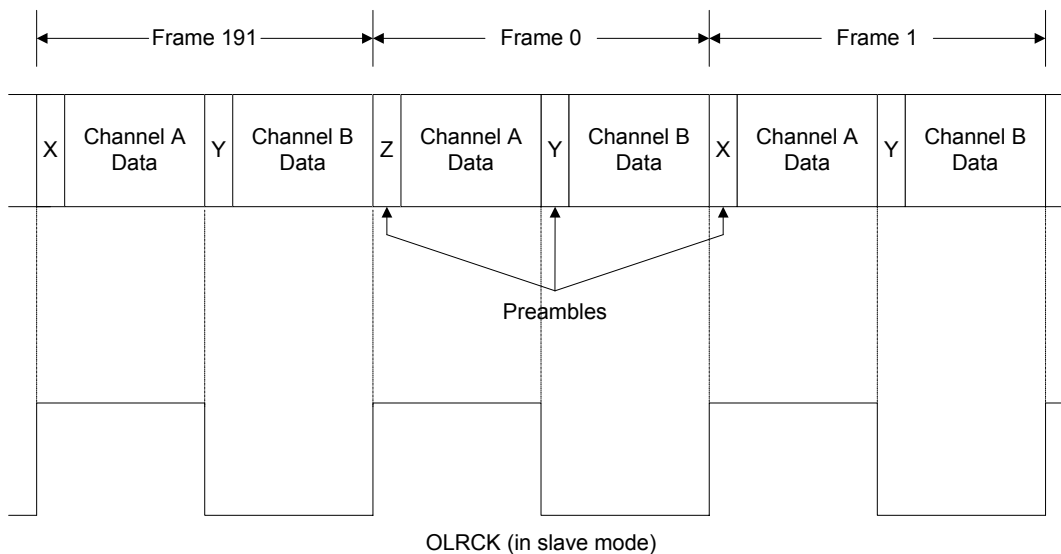 Frame 191 Frame 0 Frame 1
X Channel A Data Y Channel B Data Z Channel A Data Y Channel B Data X Channel A Data Y Channel B Data
Preambles
OLRCK (in slave mode)